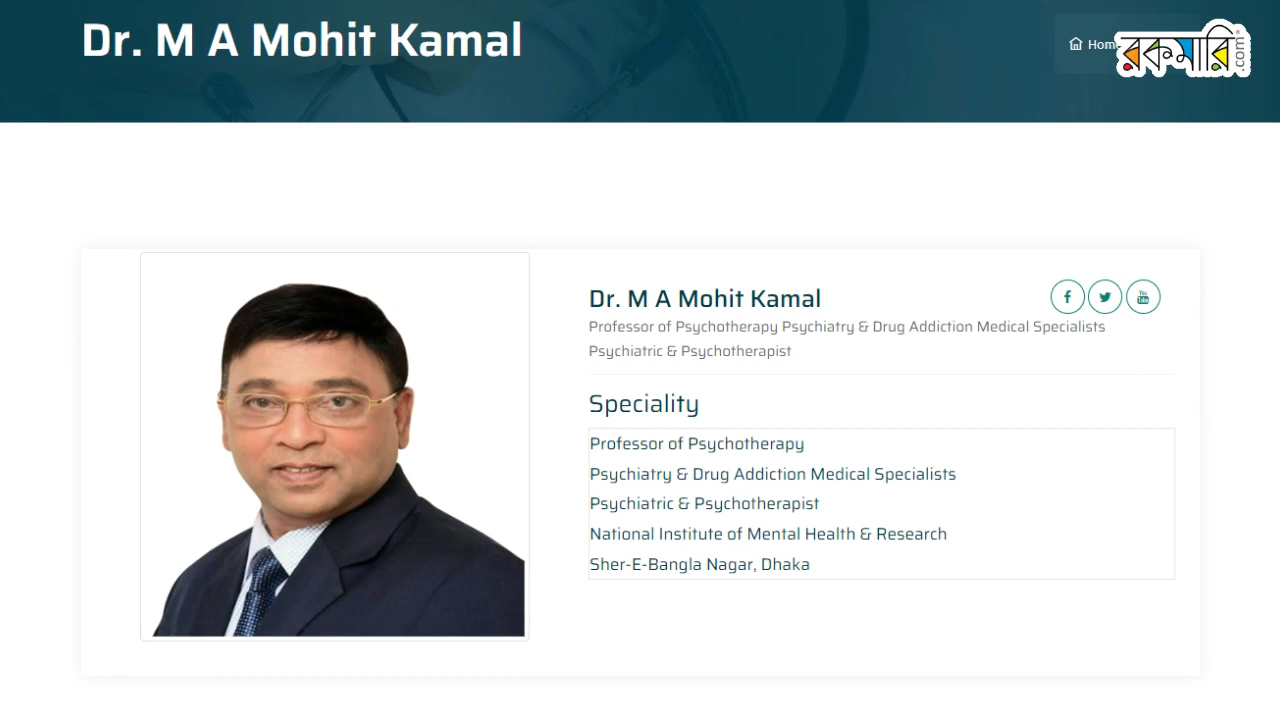 Dr. M A Mohit Kamal
Home
রকমারি
.com
®
Dr. M A Mohit Kamal
Professor of Psychotherapy Psychiatry & Drug Addiction Medical Specialists
Psychiatric & Psychotherapist
Speciality
Professor of Psychotherapy
Psychiatry & Drug Addiction Medical Specialists
Psychiatric & Psychotherapist
National Institute of Mental Health & Research
Sher-E-Bangla Nagar, Dhaka